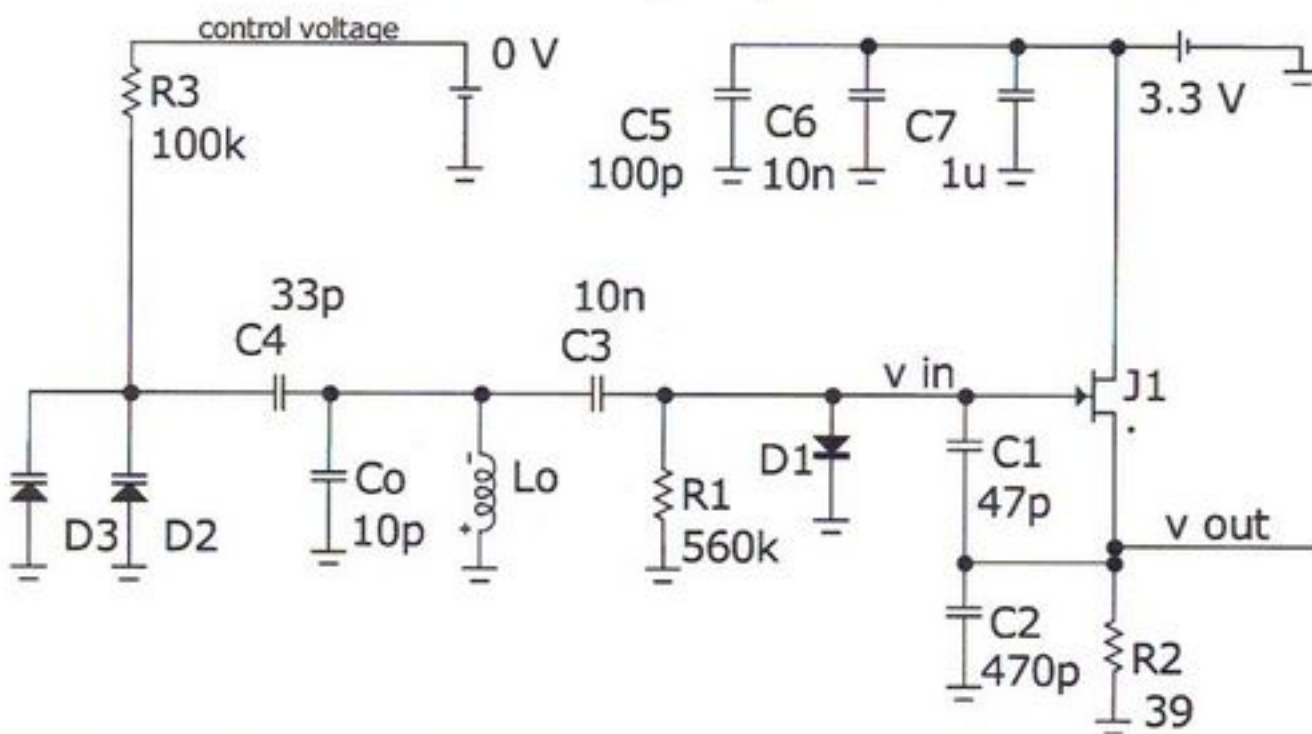 control voltage
0 V
R3
100k
C5
100p
C6
10n
C7
1u
3.3 V
33p
C4
10n
C3
v in
J1
D3
D2
Co
10p
Lo
R1
560k
D1
C1
47p
v out
C2
470p
R2
39